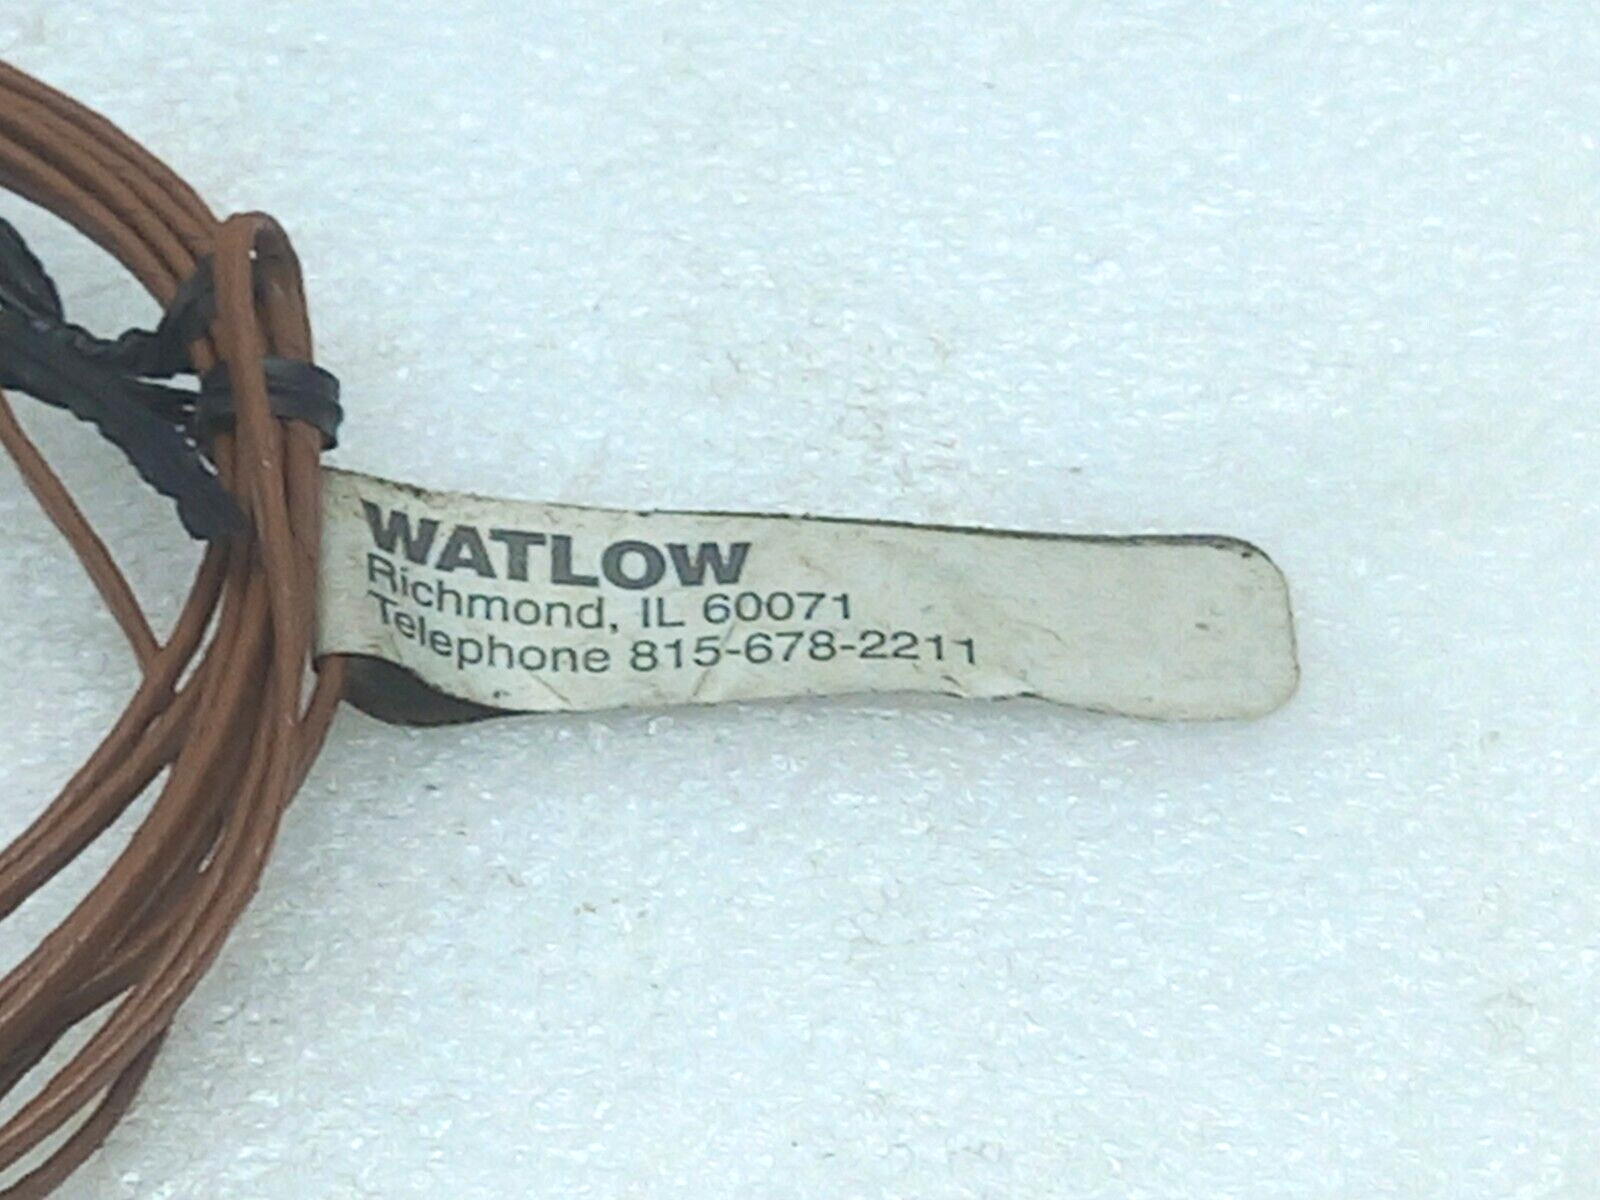 WATLOW
Richmond, IL 60071
Telephone 815-678-2211